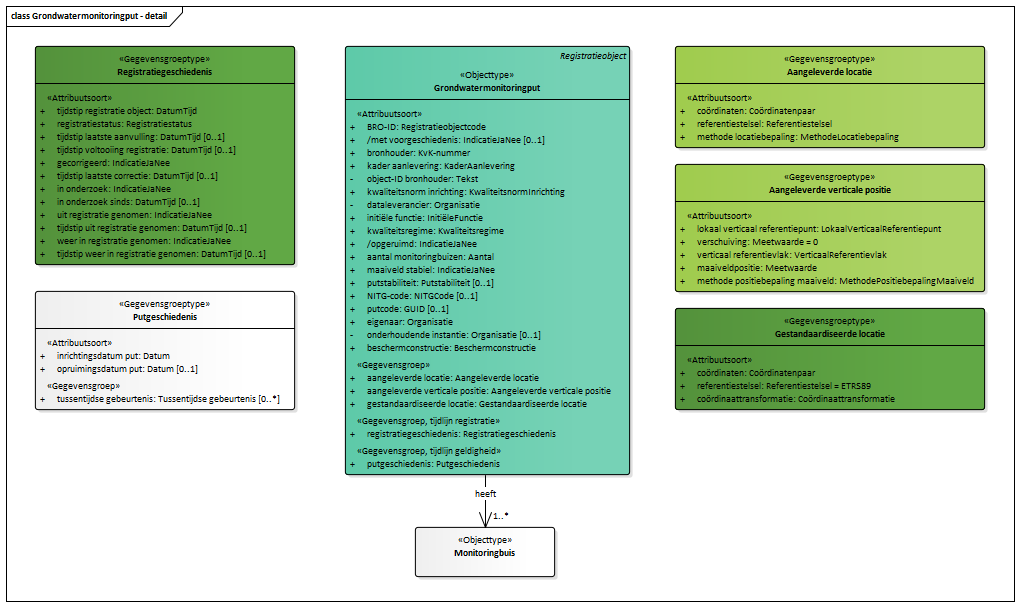 class Grondwatermonitoringput - detail
«Gegevensgroeptype»
Registratiegeschiedenis
«Attribuutsoort»
+ tijdstip registratie object: DatumTijd
+ registratiestatus: Registratiestatus
+ tijdstip laatste aanvulling: DatumTijd [0..1]
+ tijdstip voltooiing registratie: DatumTijd [0..1]
+ gecorrigeerd: IndicatieJaNee
+ tijdstip laatste correctie: DatumTijd [0..1]
+ in onderzoek: IndicatieJaNee
+ in onderzoek sinds: DatumTijd [0..1]
+ uit registratie genomen: IndicatieJaNee
+ tijdstip uit registratie genomen: DatumTijd [0..1]
+ weer in registratie genomen: IndicatieJaNee
+ tijdstip weer in registratie genomen: DatumTijd [0..1]
«Gegevensgroeptype»
Putgeschiedenis
«Attribuutsoort»
+ inrichtingsdatum put: Datum
+ opruimingsdatum put: Datum [0..1]
«Gegevensgroep»
+ tussentijdse gebeurtenis: Tussentijdse gebeurtenis [0..*]
Registratieobject
«Objecttype»
Grondwatermonitoringput
«Attribuutsoort»
+ BRO-ID: Registratieobjectcode
+ /met voorgeschiedenis: IndicatieJaNee [0..1]
+ bronhouder: KvK-nummer
+ kader aanlevering: KaderAanlevering
- object-ID bronhouder: Tekst
+ kwaliteitsnorm inrichting: KwaliteitsnormInrichting
- dataleverancier: Organisatie
+ initiële functie: InitiëleFunctie
+ kwaliteitsregime: Kwaliteitsregime
+ /opgeruimd: IndicatieJaNee
+ aantal monitoringbuizen: Aantal
+ maaiveld stabiel: IndicatieJaNee
+ putstabiliteit: Putstabiliteit [0..1]
+ NITG-code: NITGCode [0..1]
+ putcode: GUID [0..1]
+ eigenaar: Organisatie
- onderhoudende instantie: Organisatie [0..1]
+ beschermconstructie: Beschermconstructie
«Gegevensgroep»
+ aangeleverde locatie: Aangeleverde locatie
+ aangeleverde verticale positie: Aangeleverde verticale positie
+ gestandaardiseerde locatie: Gestandaardiseerde locatie
«Gegevensgroep, tijdlijn registratie»
+ registratiegeschiedenis: Registratiegeschiedenis
«Gegevensgroep, tijdlijn geldigheid»
+ putgeschiedenis: Putgeschiedenis
heeft
1..*
«Objecttype»
Monitoringbuis
«Gegevensgroeptype»
Aangeleverde locatie
«Attribuutsoort»
+ coördinaten: Coördinatenpaar
+ referentiestelsel: Referentiestelsel
+ methode locatiebepaling: MethodeLocatiebepaling
«Gegevensgroeptype»
Aangeleverde verticale positie
«Attribuutsoort»
+ lokaal verticaal referentiepunt: LokaalVerticaalReferentiepunt
+ verschuiving: Meetwaarde = 0
+ verticaal referentievlak: VerticaalReferentievlak
+ maaiveldpositie: Meetwaarde
+ methode positiebepaling maaiveld: MethodePositiebepalingMaaiveld
«Gegevensgroeptype»
Gestandaardiseerde locatie
«Attribuutsoort»
+ coördinaten: Coördinatenpaar
+ referentiestelsel: Referentiestelsel = ETRS89
+ coördinaattransformatie: Coördinaattransformatie